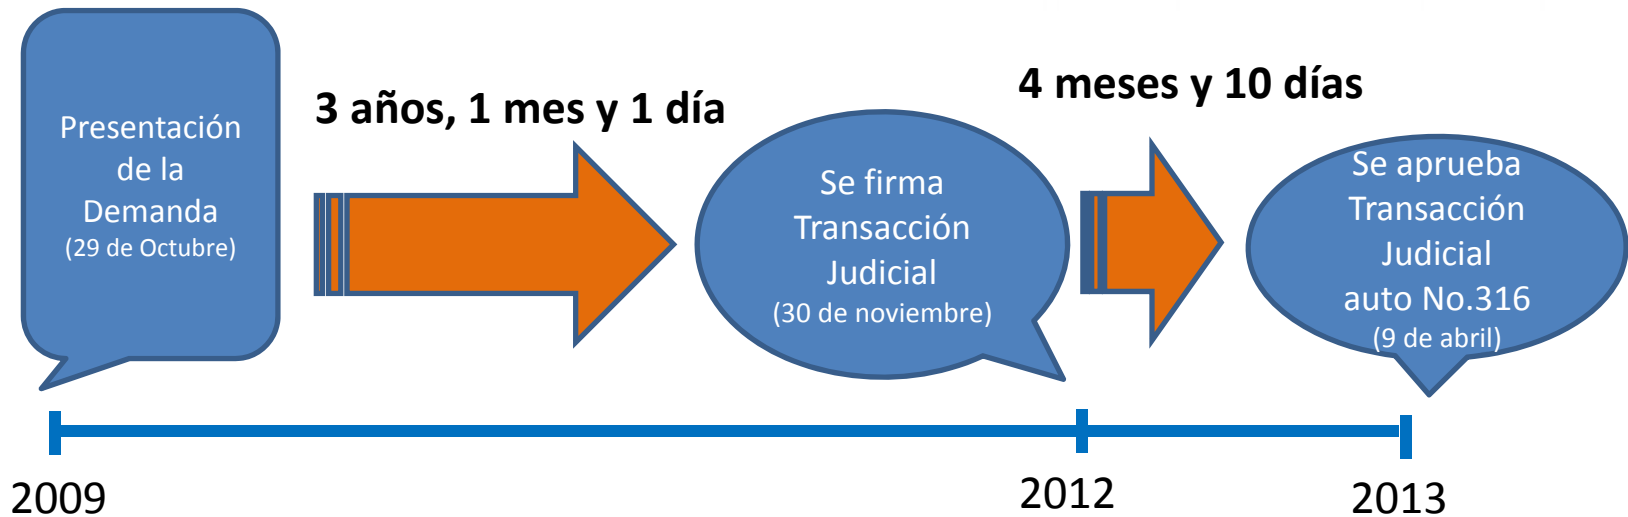 Presentación
de la
Demanda
(29 de Octubre)
3 años, 1 mes y 1 día
Se firma
Transacción
Judicial
(30 de noviembre)
4 meses y 10 días
Se aprueba
Transacción
Judicial
auto No.316
(9 de abril)
2009
2012
2013